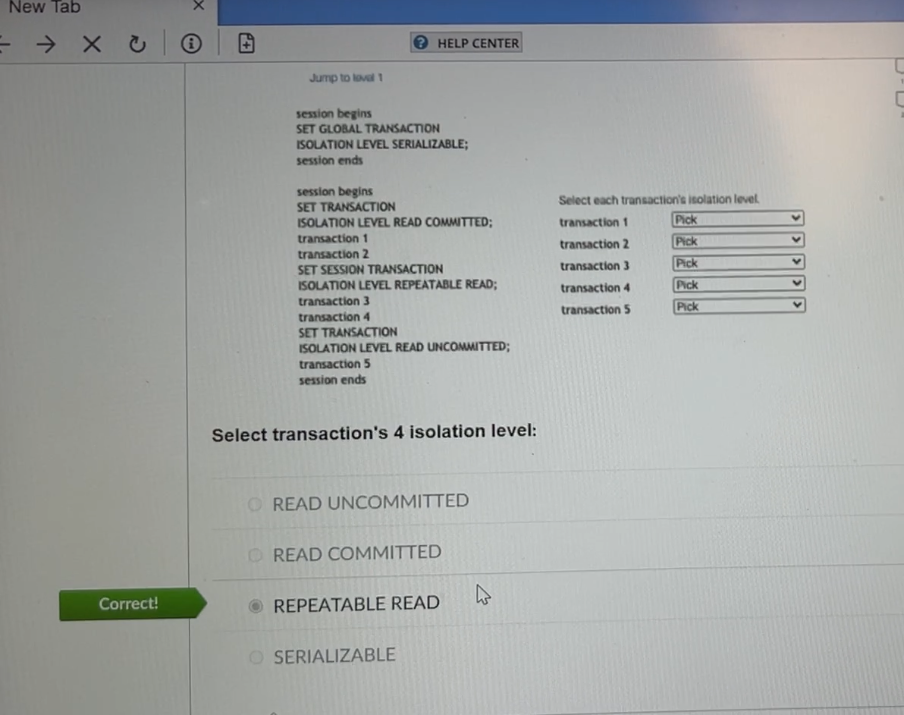 New Tab
HELP CENTER
Jump to level 1
session begins
SET GLOBAL TRANSACTION
ISOLATION LEVEL SERIALIZABLE;
session ends
session begins
SET TRANSACTION
ISOLATION LEVEL READ COMMITTED;
transaction 1
transaction 2
SET SESSION TRANSACTION
ISOLATION LEVEL REPEATABLE READ;
transaction 3
transaction 4
SET TRANSACTION
ISOLATION LEVEL READ UNCOMMITTED;
transaction 5
session ends
Select each transaction's isolation level.
transaction 1 Pick
transaction 2 Pick
transaction 3 Pick
transaction 4 Pick
transaction 5 Pick
Select transaction's 4 isolation level:
READ UNCOMMITTED
READ COMMITTED
Correct! REPEATABLE READ
SERIALIZABLE